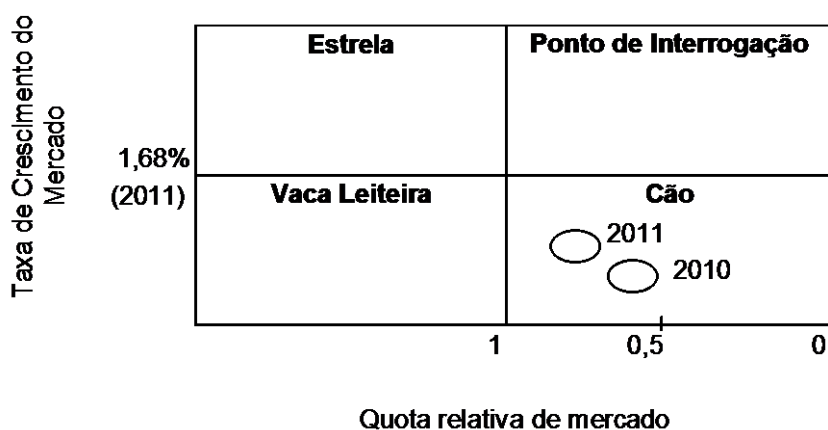 Taxa de Crescimento do
Mercado
1,68%
(2011)
Estrela
Ponto de Interrogação
Vaca Leiteira
Cão
2011
2010
1
0,5
0
Quota relativa de mercado